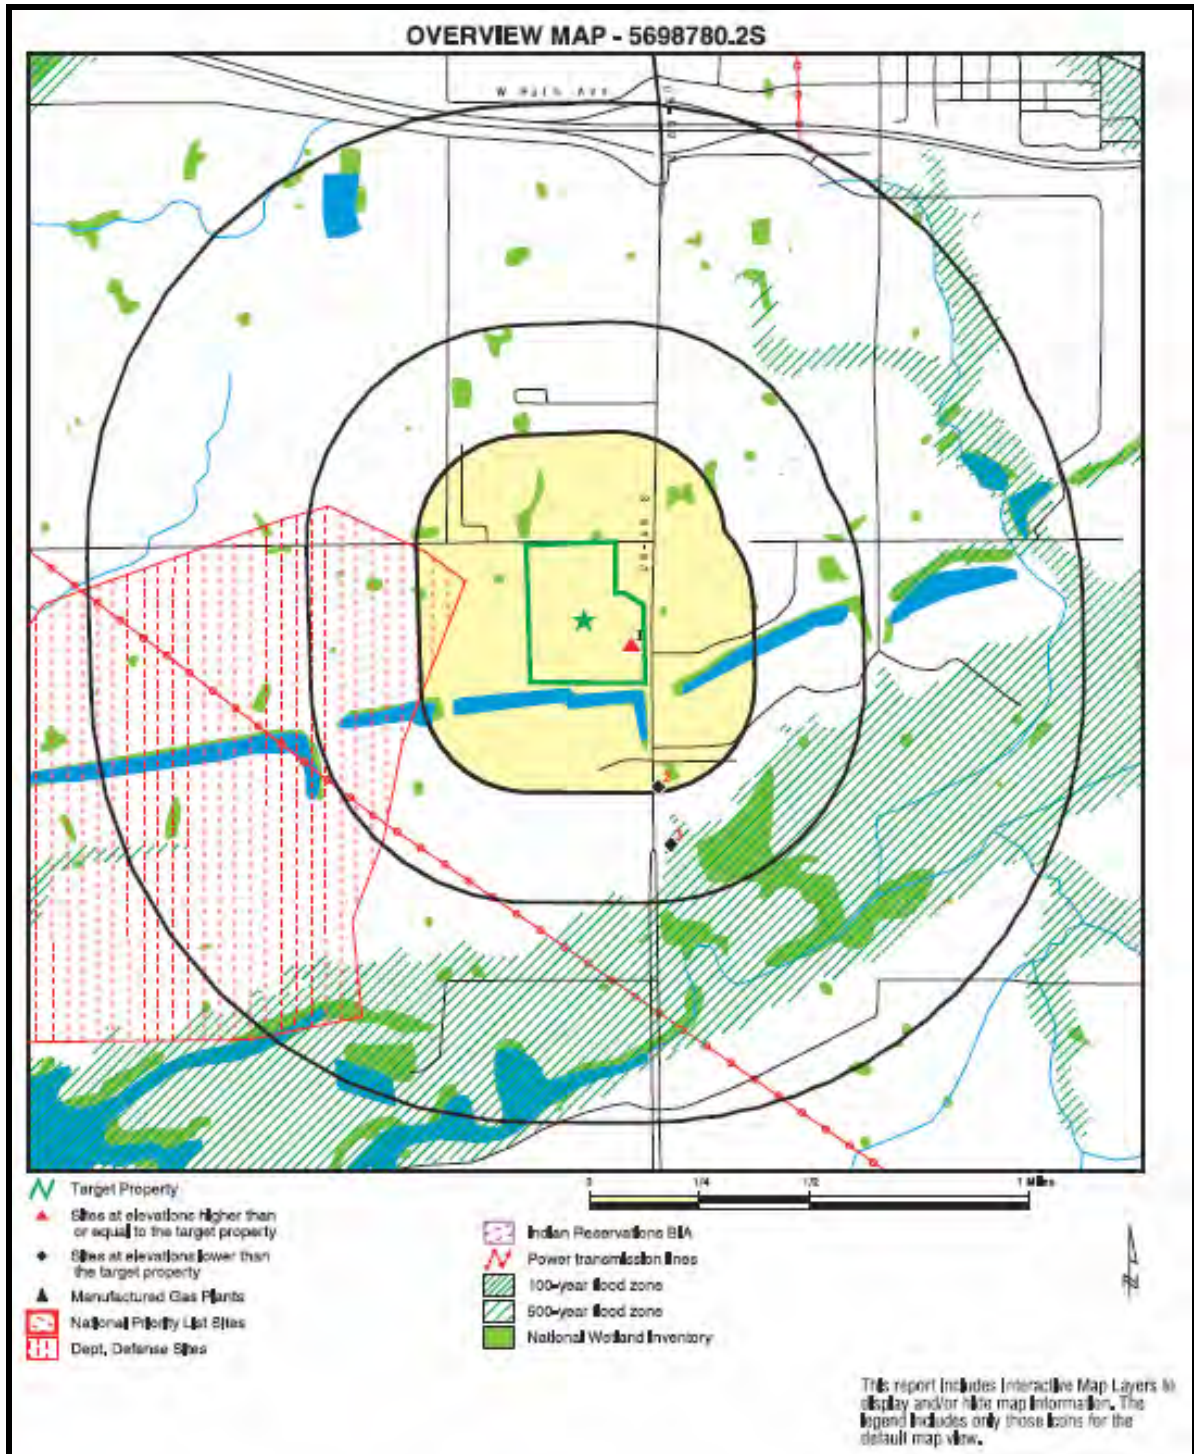 OVERVIEW MAP - 5698780.2S
1
2
0 1/4 1/2 1 Miles
Target Property
Sites at elevations higher than
or equal to the target property
Sites at elevations lower than
the target property
Manufactured Gas Plants
National Priority List Sites
Dept. Defense Sites
Indian Reservations BIA
Power transmission lines
100-year flood zone
500-year flood zone
National Wetland Inventory
N
This report includes Interactive Map Layers to
display and/or hide map information. The
legend includes only those icons for the
default map view.